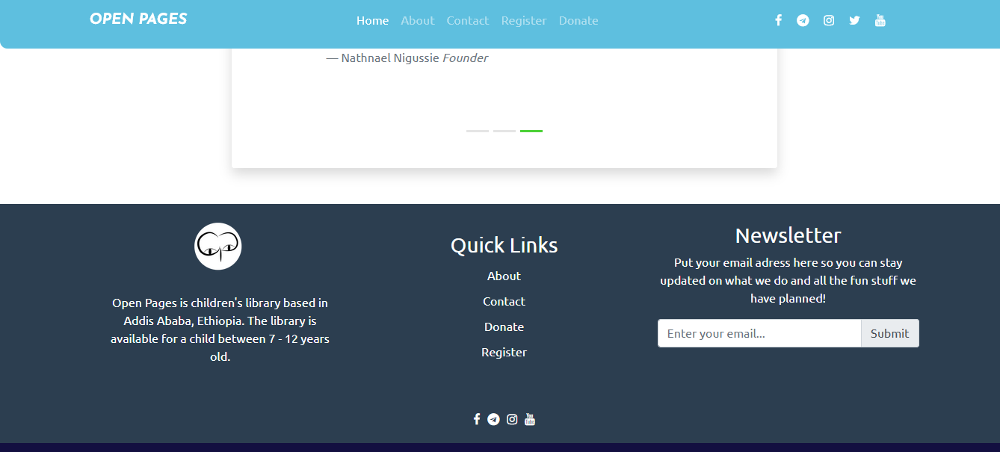 OPEN PAGES
Home About Contact Register Donate
— Nathnael Nigussie Founder
Open Pages is children's library based in
Addis Ababa, Ethiopia. The library is
available for a child between 7 - 12 years
old.
Quick Links
About
Contact
Donate
Register
Newsletter
Put your email adress here so you can stay
updated on what we do and all the fun stuff we
have planned!
Enter your email... Submit